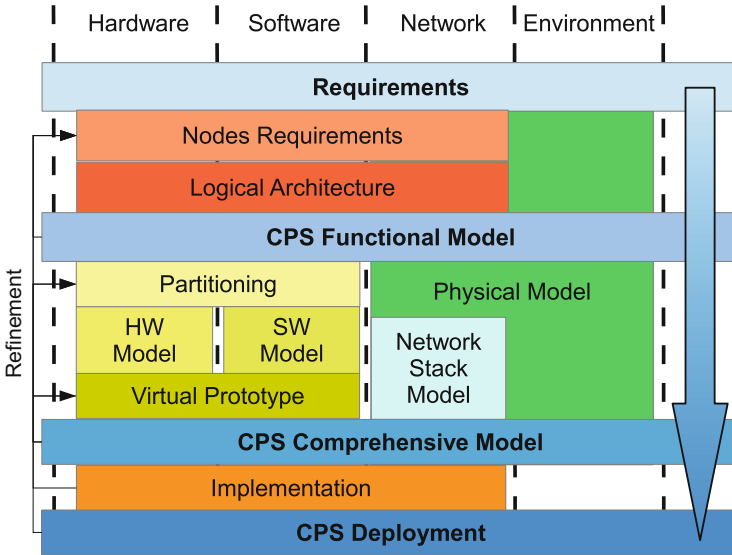 Hardware
Software
Network
Environment
Requirements
Nodes Requirements
Logical Architecture
CPS Functional Model
Refinement
Partitioning
Physical Model
HW
Model
SW
Model
Network
Stack
Model
Virtual Prototype
CPS Comprehensive Model
Implementation
CPS Deployment